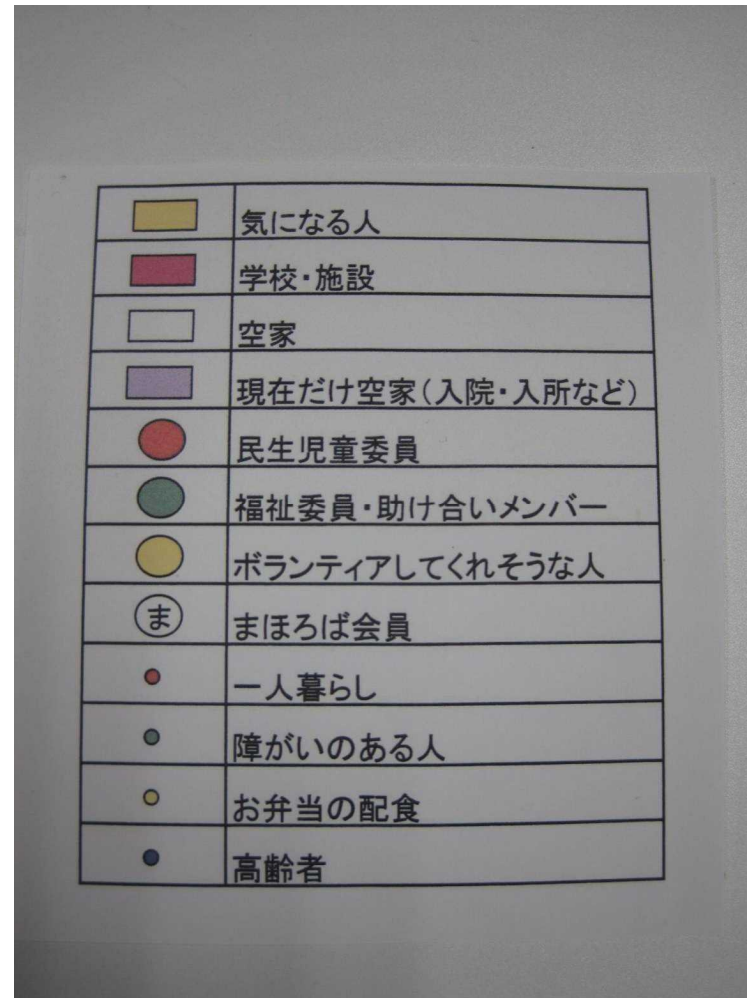 気になる人
学校・施設
空家
現在だけ空家(入院・入所など)
民生児童委員
福祉委員・助け合いメンバー
ボランティアしてくれそうな人
ま まほろば会員
一人暮らし
障がいのある人
お弁当の配食
高齢者